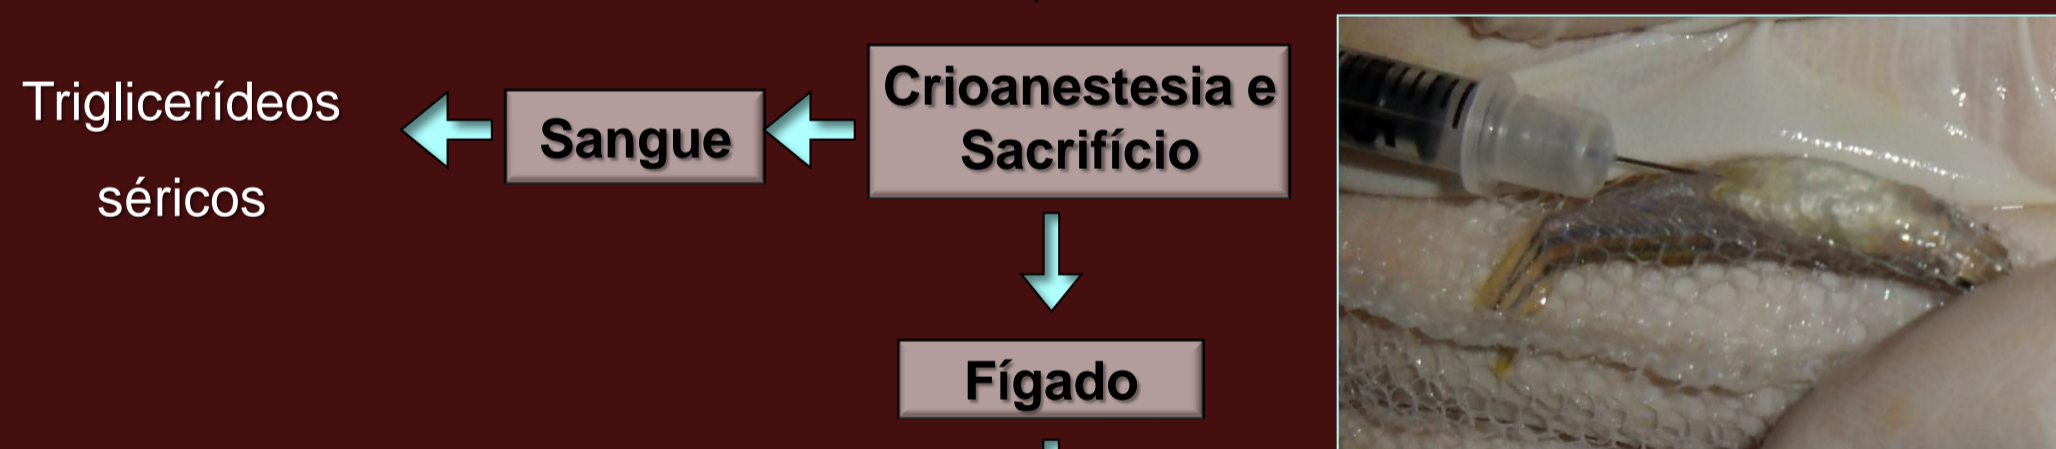 Triglicerídeos
séricos
Sangue
Crioanestesia e
Sacrifício
Fígado